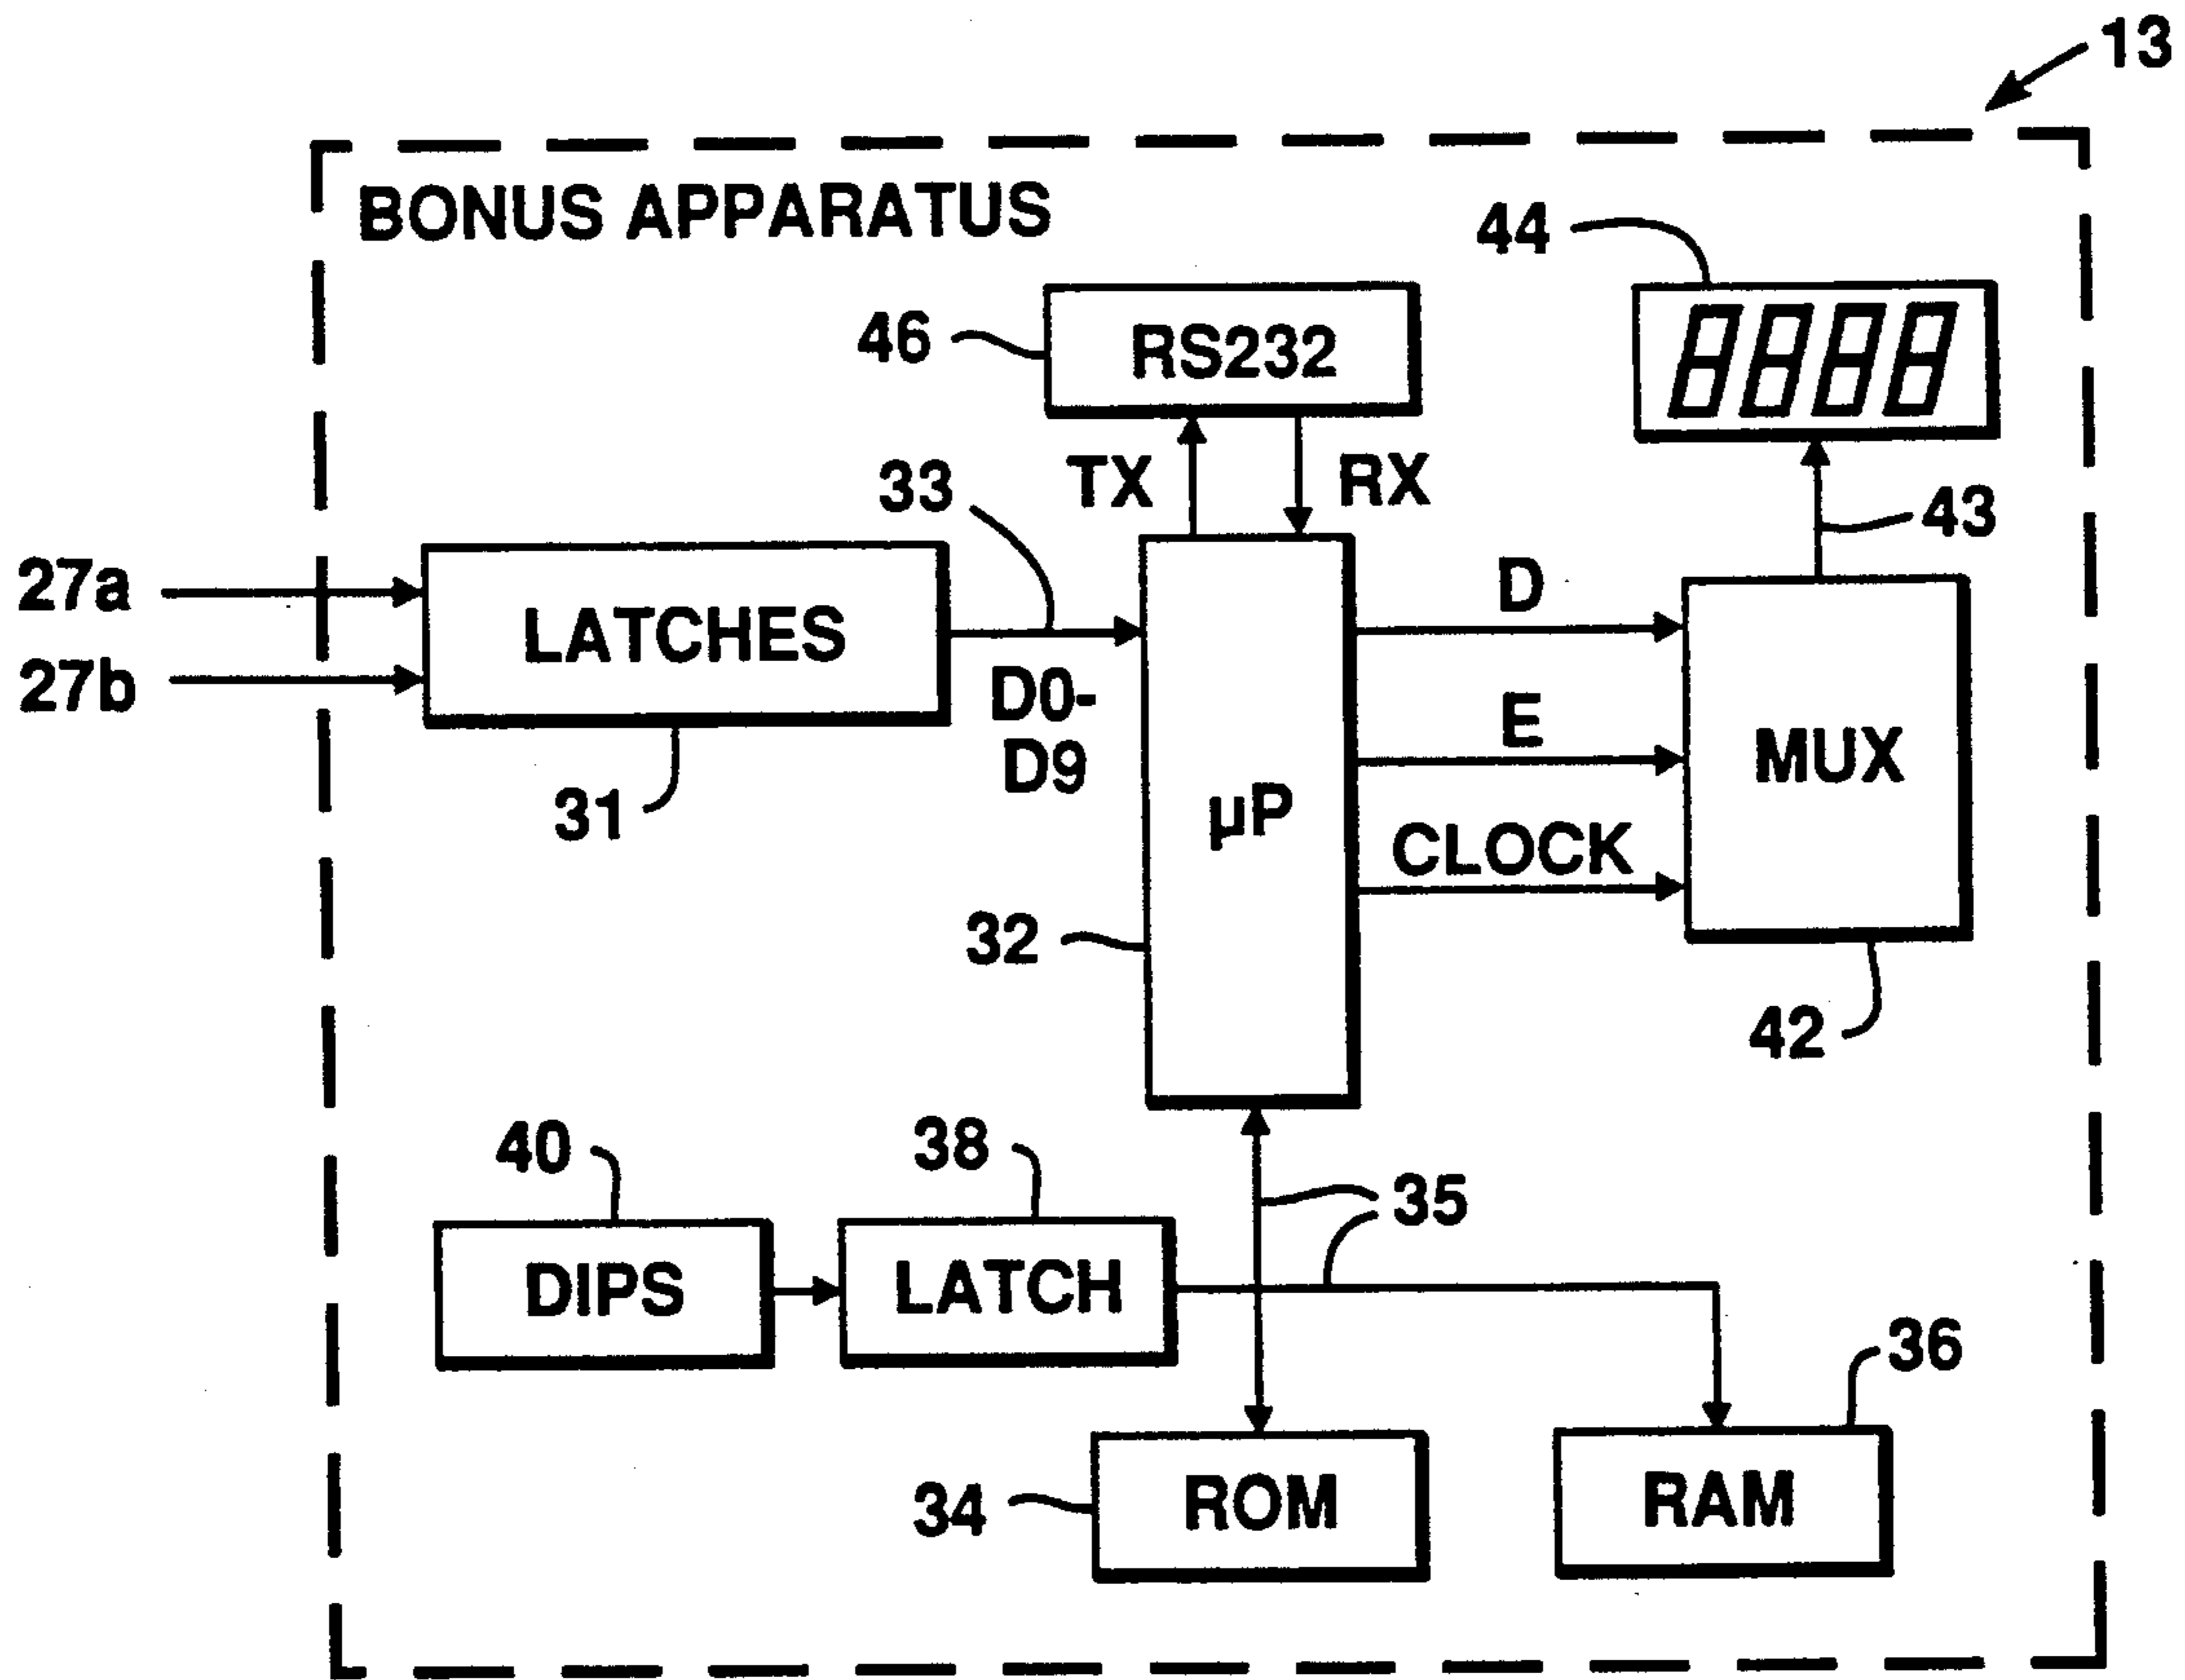 13
BONUS APPARATUS
44
46
RS232
8888
33
TX
RX
43
27a
27b
LATCHES
D
D0-
D9
E
MUX
31
µP
CLOCK
32
42
40
38
35
DIPS
LATCH
36
34
ROM
RAM